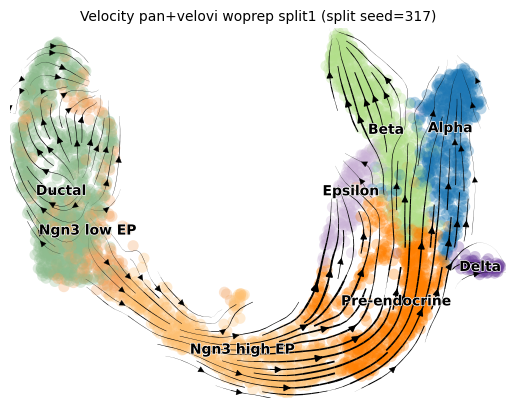 Velocity pan+velovi woprep split1 (split seed=317)
Beta
Alpha
Ductal
Epsilon
Ngn3 low EP
Delta
Pre-endocrine
Ngn3 high EP